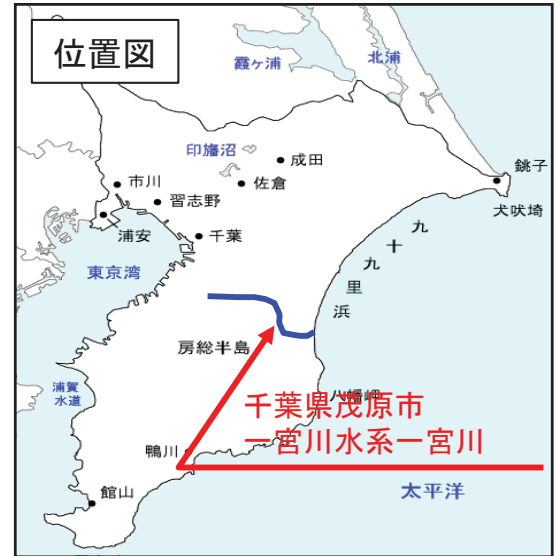 位置図
霞ヶ浦
北浦
印旛沼
成田
佐倉
銚子
犬吠埼
市川
習志野
浦安
千葉
東京湾
九十九里浜
房総半島
浦賀
水道
八幡岬
千葉県茂原市
一宮川水系一宮川
鴨川
館山
太平洋